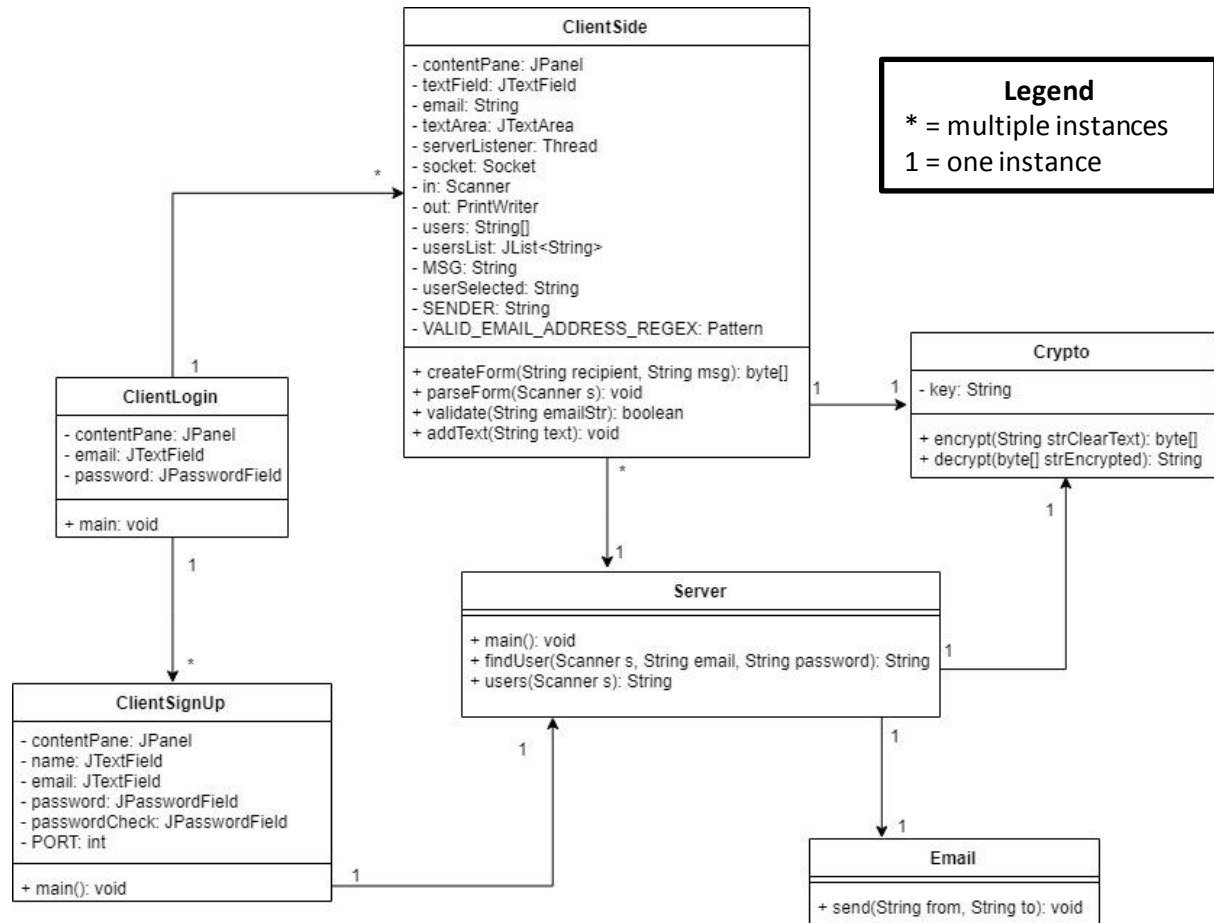 ClientSide
- contentPane: JPanel
- textField: JTextField
- email: String
- textArea: JTextArea
- serverListener: Thread
- socket: Socket
- in: Scanner
- out: PrintWriter
- users: String[]
- usersList: JList<String>
- MSG: String
- userSelected: String
- SENDER: String
- VALID_EMAIL_ADDRESS_REGEX: Pattern
+ createForm(String recipient, String msg): byte[]
+ parseForm(Scanner s): void
+ validate(String emailStr): boolean
+ addText(String text): void
Legend
* = multiple instances
1 = one instance
*
1
1
1
*
1
ClientLogin
- contentPane: JPanel
- email: JTextField
- password: JPasswordField
+ main: void
1
*
Crypto
- key: String
+ encrypt(String strClearText): byte[]
+ decrypt(byte[] strEncrypted): String
1
1
Server
+ main(): void
+ findUser(Scanner s, String email, String password): String
+ users(Scanner s): String
1
1
ClientSignUp
- contentPane: JPanel
- name: JTextField
- email: JTextField
- password: JPasswordField
- passwordCheck: JPasswordField
- PORT: int
+ main(): void
1
1
Email
+ send(String from, String to): void